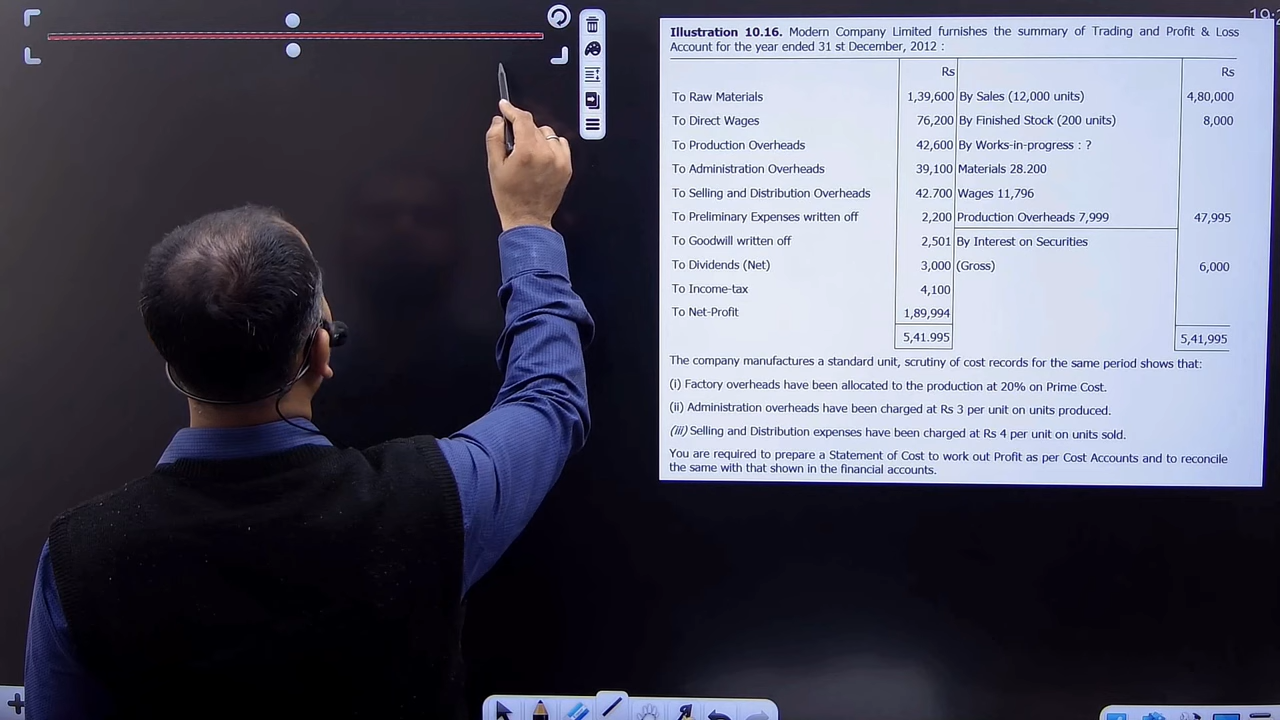 Illustration 10.16. Modern Company Limited furnishes the summary of Trading and Profit & Loss
Account for the year ended 31 st December, 2012 :
Rs Rs
To Raw Materials 1,39,600 By Sales (12,000 units) 4,80,000
To Direct Wages 76,200 By Finished Stock (200 units) 8,000
To Production Overheads 42,600 By Works-in-progress : ?
To Administration Overheads 39,100 Materials 28.200
To Selling and Distribution Overheads 42.700 Wages 11,796
To Preliminary Expenses written off 2,200 Production Overheads 7,999 47,995
To Goodwill written off 2,501 By Interest on Securities
To Dividends (Net) 3,000 (Gross) 6,000
To Income-tax 4,100
To Net-Profit 1,89,994
5,41.995 5,41,995
The company manufactures a standard unit, scrutiny of cost records for the same period shows that:
(i) Factory overheads have been allocated to the production at 20% on Prime Cost.
(ii) Administration overheads have been charged at Rs 3 per unit on units produced.
(iii) Selling and Distribution expenses have been charged at Rs 4 per unit on units sold.
You are required to prepare a Statement of Cost to work out Profit as per Cost Accounts and to reconcile
the same with that shown in the financial accounts.